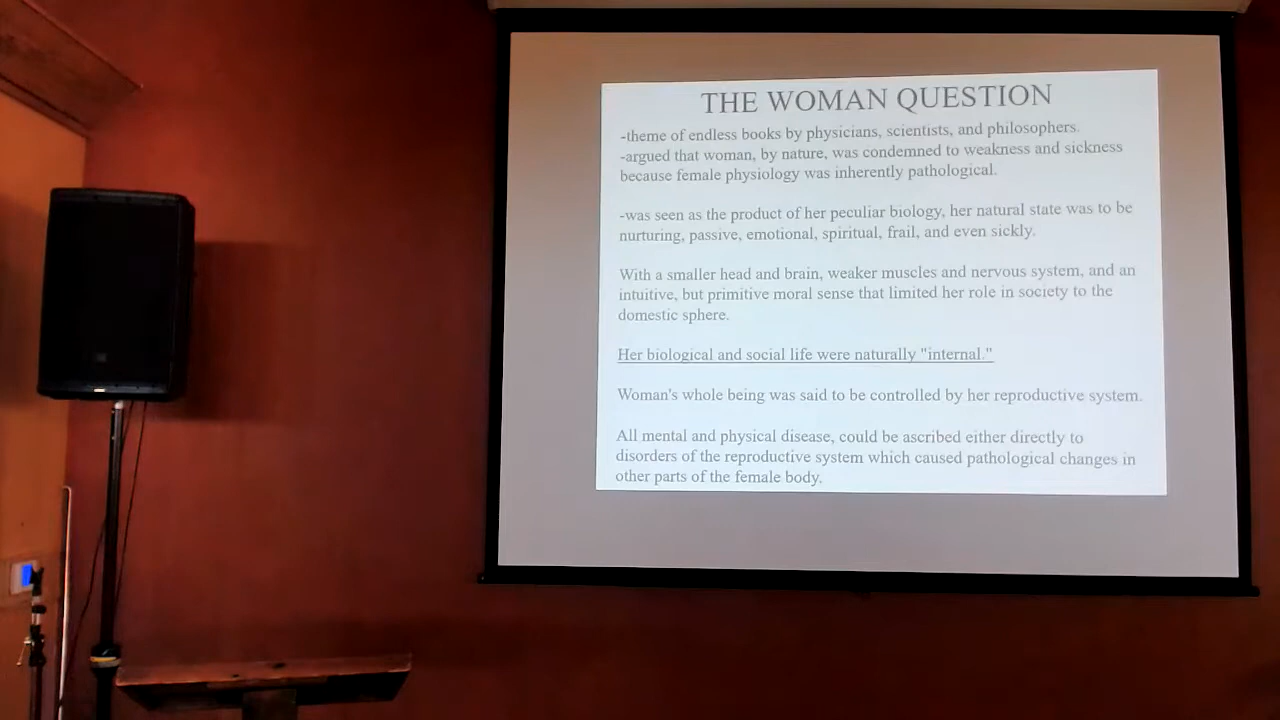 THE WOMAN QUESTION
-theme of endless books by physicians, scientists, and philosophers.
-argued that woman, by nature, was condemned to weakness and sickness
because female physiology was inherently pathological.
-was seen as the product of her peculiar biology, her natural state was to be
nurturing, passive, emotional, spiritual, frail, and even sickly.
With a smaller head and brain, weaker muscles and nervous system, and an
intuitive, but primitive moral sense that limited her role in society to the
domestic sphere.
Her biological and social life were naturally "internal."
Woman's whole being was said to be controlled by her reproductive system.
All mental and physical disease, could be ascribed either directly to
disorders of the reproductive system which caused pathological changes in
other parts of the female body.